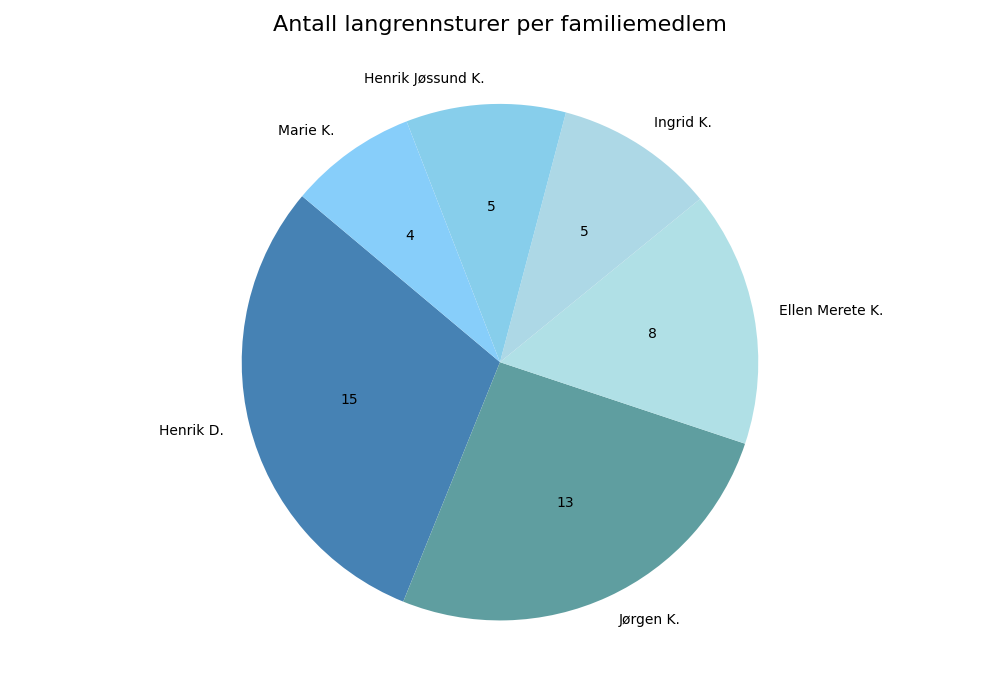 Antall langrennsturer per familiemedlem
Henrik Jøssund K.
Ingrid K.
Marie K.
5
5
4
Ellen Merete K.
8
15
Henrik D.
13
Jørgen K.